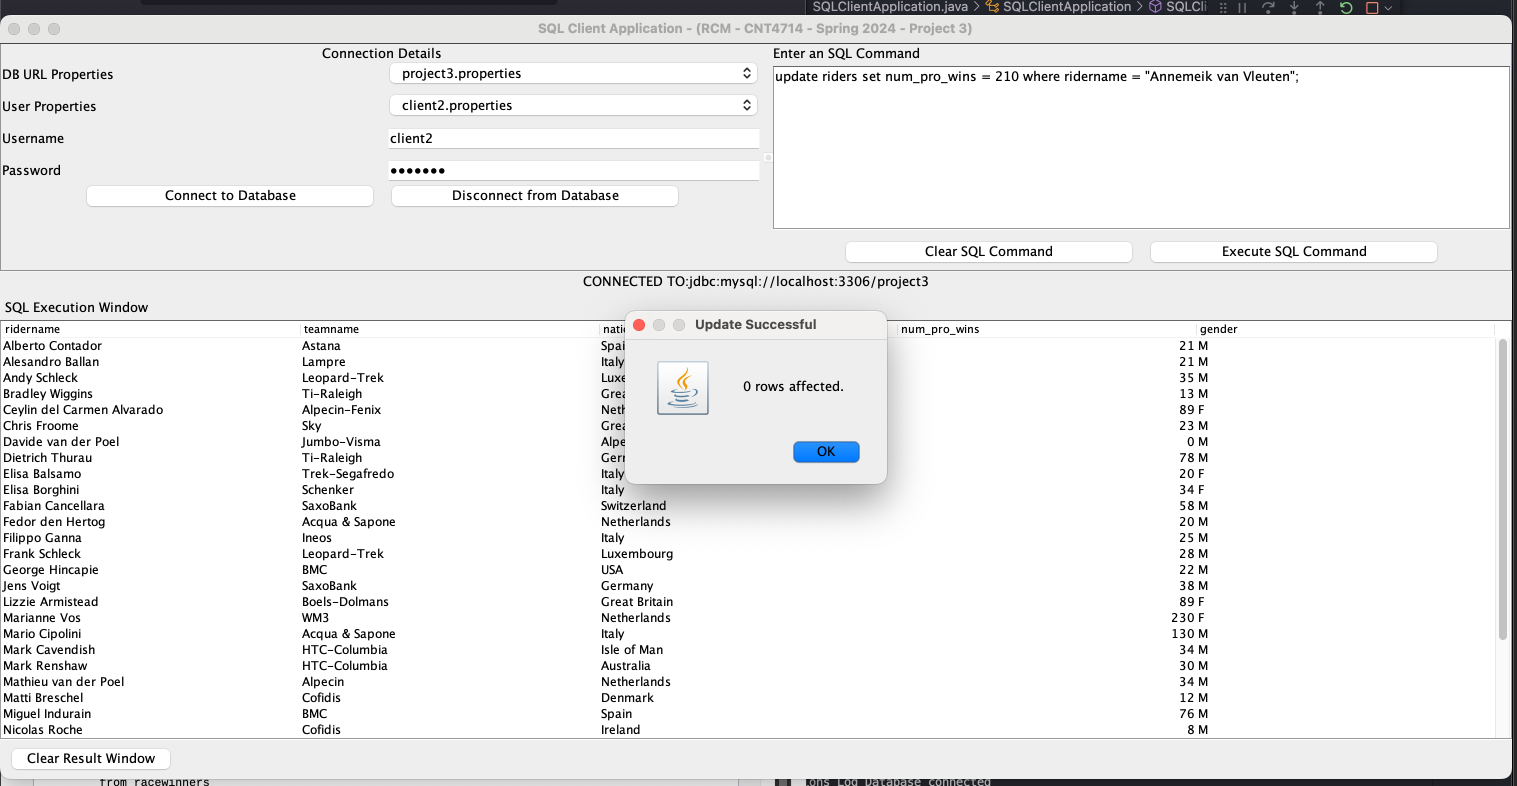 SQLClientApplication.java > SQLClientApplication > SQLCli
SQL Client Application - (RCM - CNT4714 - Spring 2024 - Project 3)
Connection Details
DB URL Properties project3.properties
User Properties client2.properties
Username client2
Password •••••••
Connect to Database Disconnect from Database
Enter an SQL Command
update riders set num_pro_wins = 210 where ridername = "Annemeik van Vleuten";
Clear SQL Command Execute SQL Command
CONNECTED TO:jdbc:mysql://localhost:3306/project3
SQL Execution Window
ridername teamname natio num_pro_wins gender
Alberto Contador Astana Spai 21 M
Alesandro Ballan Lampre Italy 21 M
Andy Schleck Leopard-Trek Luxe 35 M
Bradley Wiggins Ti-Raleigh Grea 13 M
Ceylin del Carmen Alvarado Alpecin-Fenix Neth 89 F
Chris Froome Sky Grea 23 M
Davide van der Poel Jumbo-Visma Alpe 0 M
Dietrich Thurau Ti-Raleigh Gern 78 M
Elisa Balsamo Trek-Segafredo Italy 20 F
Elisa Borghini Schenker Italy 34 F
Fabian Cancellara SaxoBank Switzerland 58 M
Fedor den Hertog Acqua & Sapone Netherlands 20 M
Filippo Ganna Ineos Italy 25 M
Frank Schleck Leopard-Trek Luxembourg 28 M
George Hincapie BMC USA 22 M
Jens Voigt SaxoBank Germany 38 M
Lizzie Armistead Boels-Dolmans Great Britain 89 F
Marianne Vos WM3 Netherlands 230 F
Mario Cipolini Acqua & Sapone Italy 130 M
Mark Cavendish HTC-Columbia Isle of Man 34 M
Mark Renshaw HTC-Columbia Australia 30 M
Mathieu van der Poel Alpecin Netherlands 34 M
Matti Breschel Cofidis Denmark 12 M
Miguel Indurain BMC Spain 76 M
Nicolas Roche Cofidis Ireland 8 M
Update Successful
0 rows affected.
OK
Clear Result Window
from racewinners
ons Log Database connected